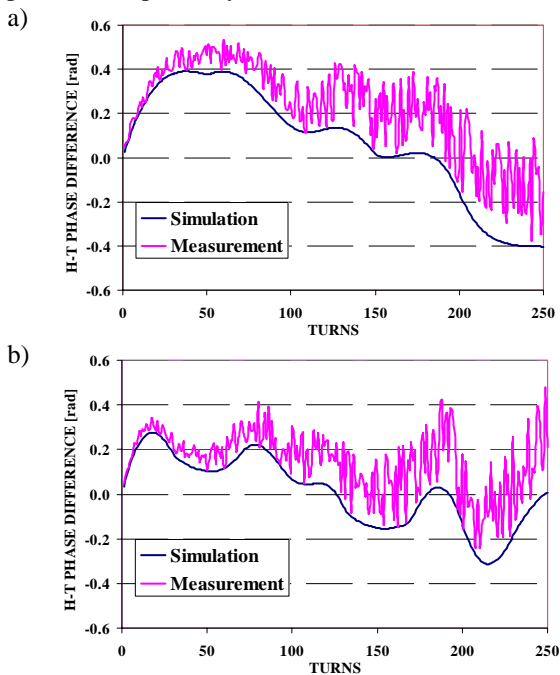 a)
0.6
0.4
0.2
0.0
-0.2
-0.4
-0.6
H-T PHASE DIFFERENCE [rad]
Simulation
Measurement
0 50 100 150 200 250
TURNS
b)
0.6
0.4
0.2
0.0
-0.2
-0.4
-0.6
H-T PHASE DIFFERENCE [rad]
Simulation
Measurement
0 50 100 150 200 250
TURNS